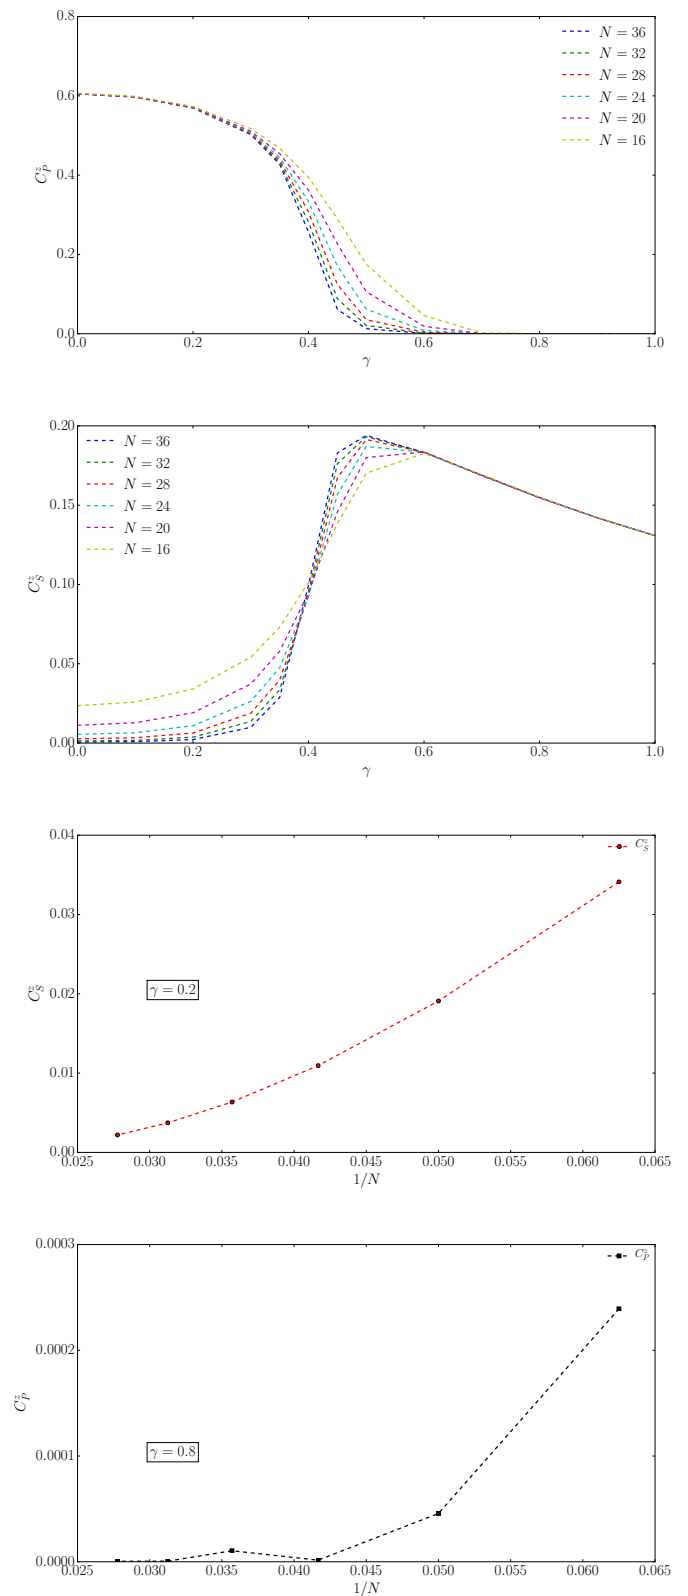 0.8
0.6
0.4
0.2
0.0
C_P^z
N = 36
N = 32
N = 28
N = 24
N = 20
N = 16
0.0 0.2 0.4 0.6 0.8 1.0
γ
0.20
0.15
0.10
0.05
0.00
C_S^z
N = 36
N = 32
N = 28
N = 24
N = 20
N = 16
0.0 0.2 0.4 0.6 0.8 1.0
γ
0.04
0.03
0.02
0.01
0.00
C_S^z
C_S^z
γ = 0.2
0.025 0.030 0.035 0.040 0.045 0.050 0.055 0.060 0.065
1/N
0.0003
0.0002
0.0001
0.0000
C_P^z
C_P^z
γ = 0.8
0.025 0.030 0.035 0.040 0.045 0.050 0.055 0.060 0.065
1/N